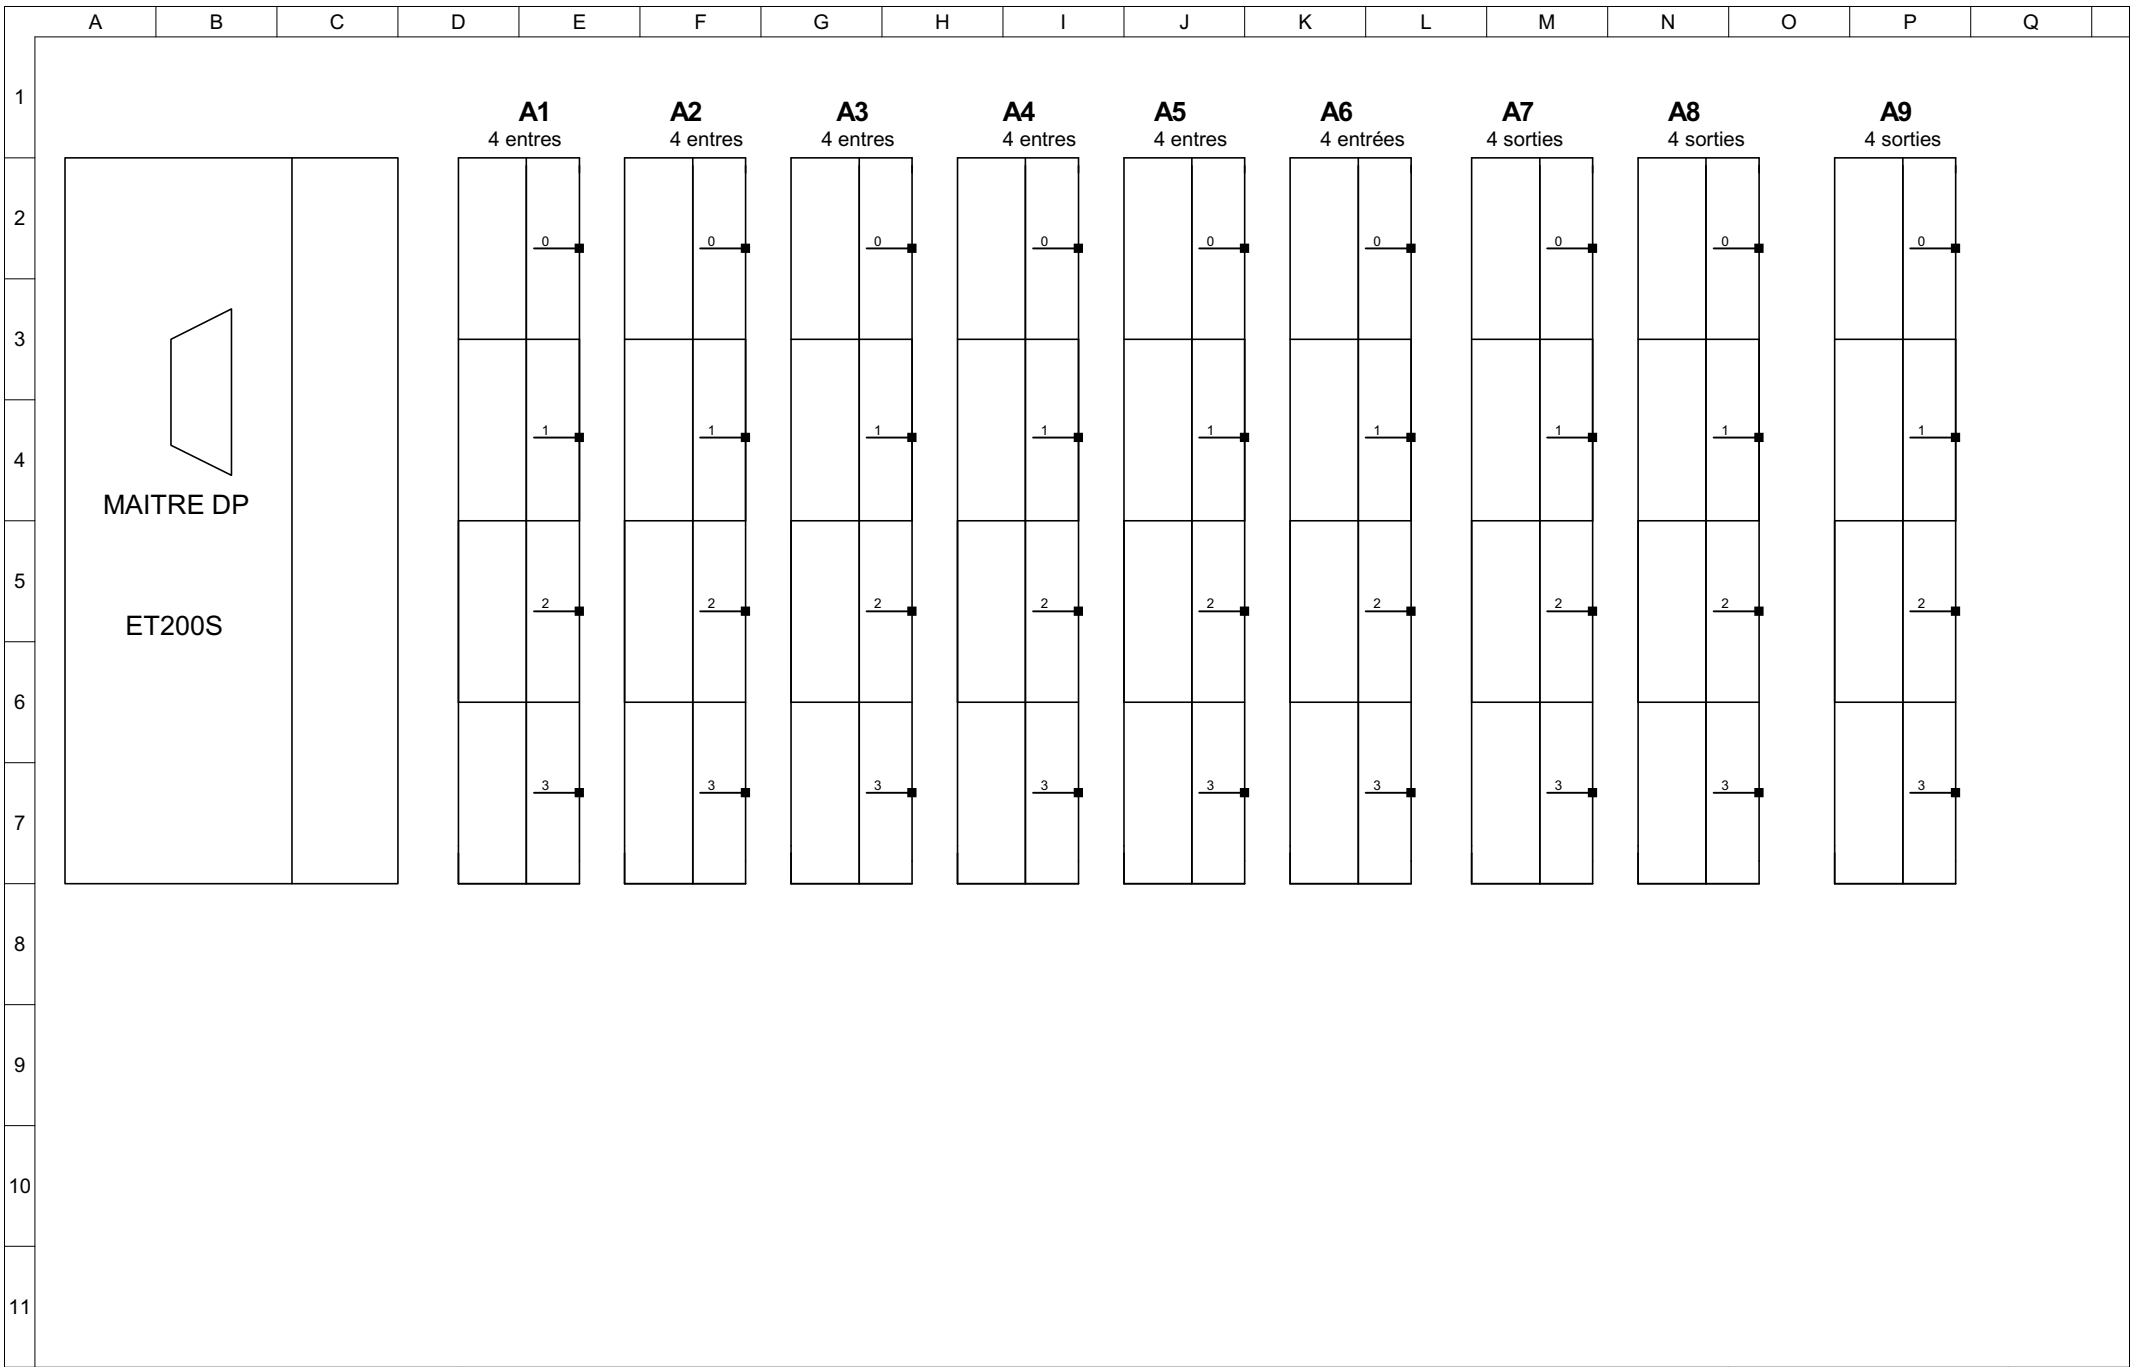 A B C D E F G H I J K L M N O P Q
1
A1 A2 A3 A4 A5 A6 A7 A8 A9
4 entres 4 entres 4 entres 4 entres 4 entres 4 entrées 4 sorties 4 sorties 4 sorties
2
0 0 0 0 0 0 0 0 0
3
1 1 1 1 1 1 1 1 1
4
MAITRE DP
5
2 2 2 2 2 2 2 2 2
ET200S
6
3 3 3 3 3 3 3 3 3
7
8
9
10
11